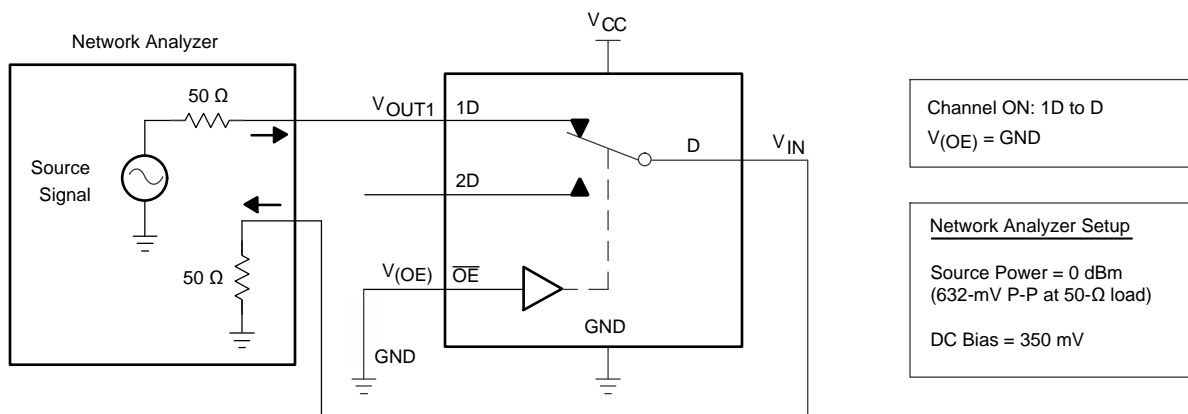 Network Analyzer
50 Ω
Source
Signal
50 Ω
VCC
VOUT1
1D
2D
D
VIN
V(OE)
OE
GND
GND
Channel ON: 1D to D
V(OE) = GND
Network Analyzer Setup
Source Power = 0 dBm
(632-mV P-P at 50-Ω load)
DC Bias = 350 mV